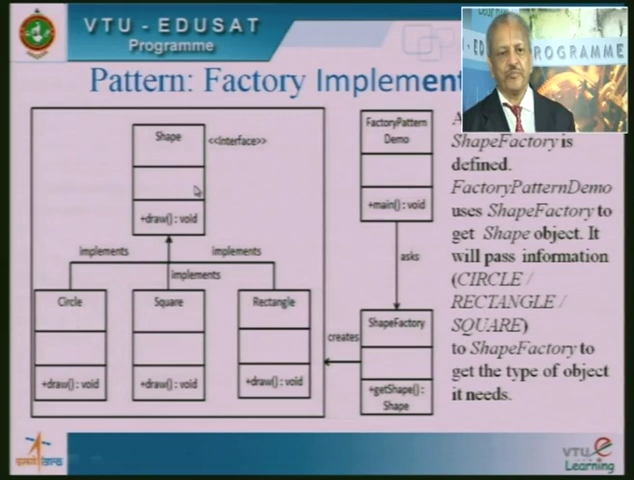 VTU - EDUSAT
Programme
PROGRAMME
Pattern: Factory Implement
Shape
<<Interface>>
+draw() : void
implements
implements
implements
Circle
+draw() : void
Square
+draw() : void
Rectangle
+draw() : void
FactoryPattern
Demo
+main() : void
asks
ShapeFactory
creates
+getShape() :
Shape
ShapeFactory is
defined.
FactoryPatternDemo
uses ShapeFactory to
get Shape object. It
will pass information
(CIRCLE /
RECTANGLE /
SQUARE)
to ShapeFactory to
get the type of object
it needs.
VTU e
Learning